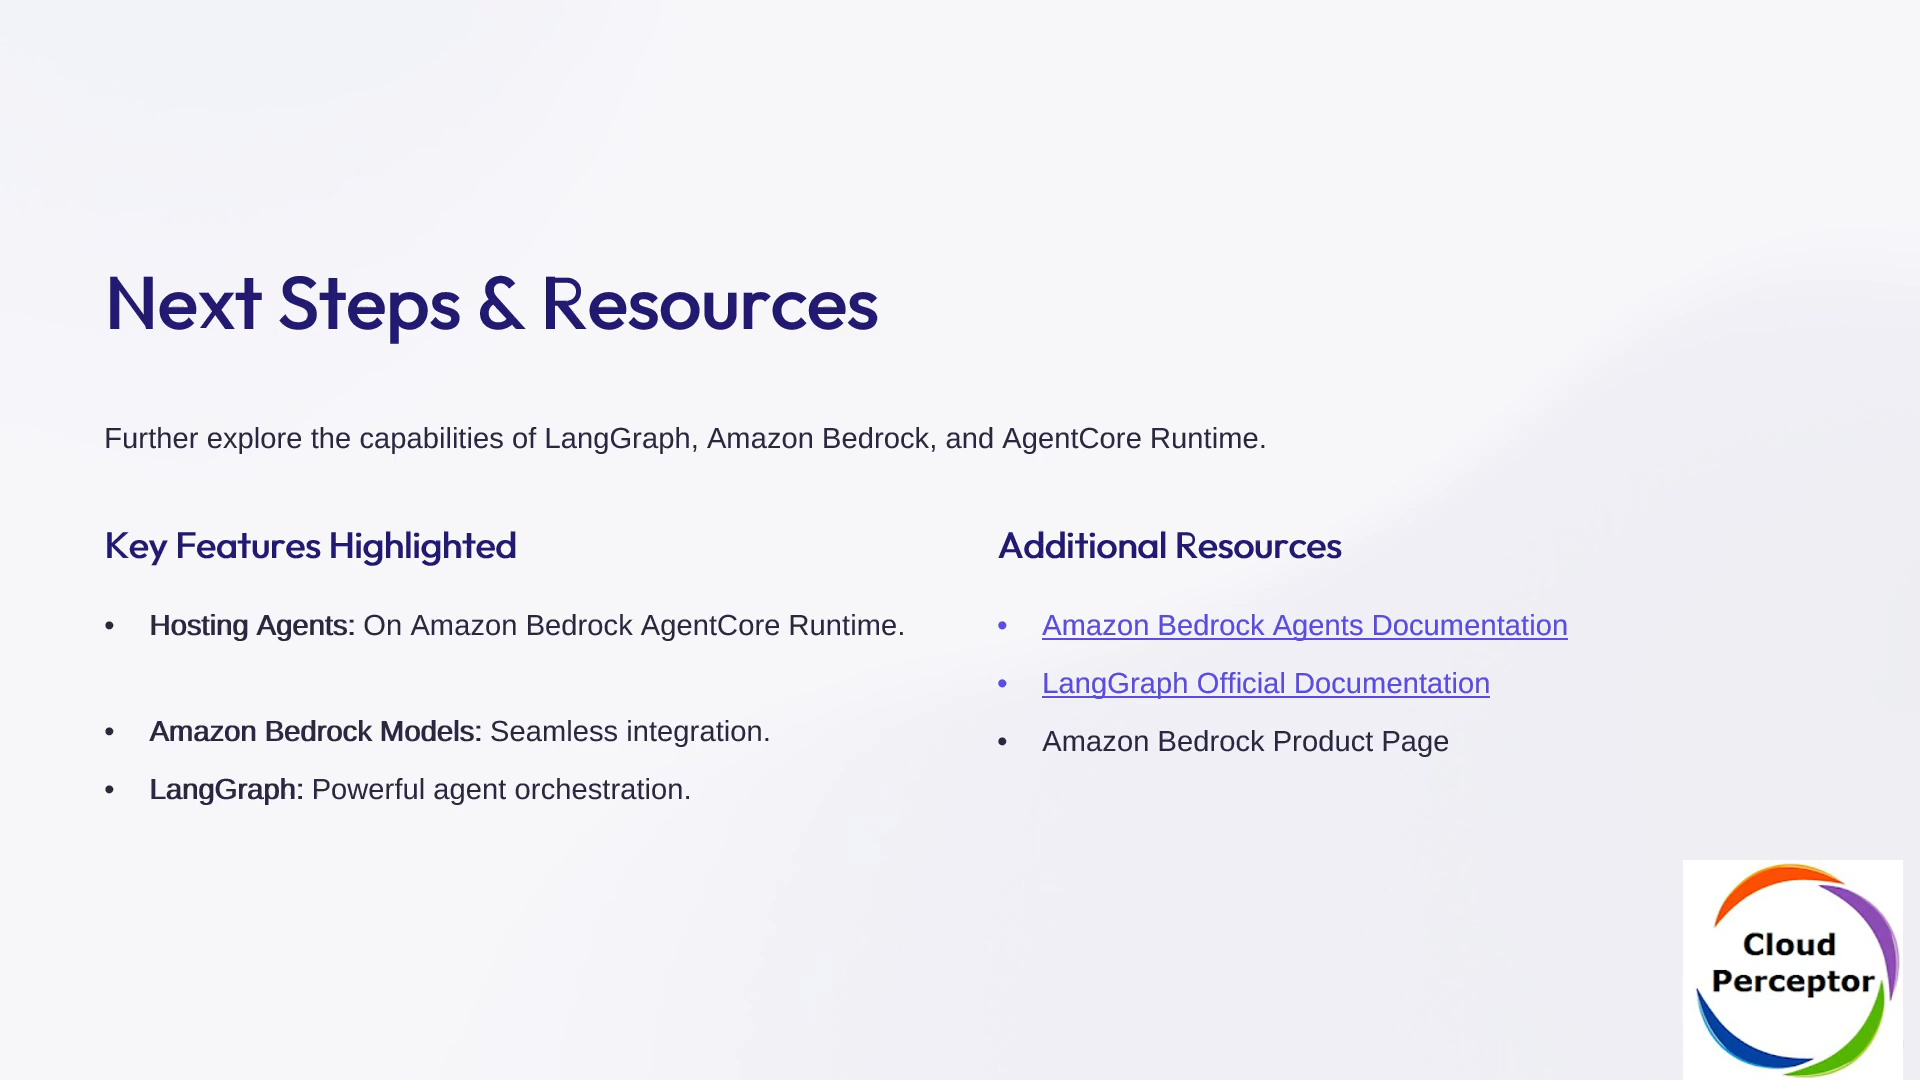 Next Steps & Resources
Further explore the capabilities of LangGraph, Amazon Bedrock, and AgentCore Runtime.
Key Features Highlighted
• Hosting Agents: On Amazon Bedrock AgentCore Runtime.
• Amazon Bedrock Models: Seamless integration.
• LangGraph: Powerful agent orchestration.
Additional Resources
• Amazon Bedrock Agents Documentation
• LangGraph Official Documentation
• Amazon Bedrock Product Page
Cloud
Perceptor